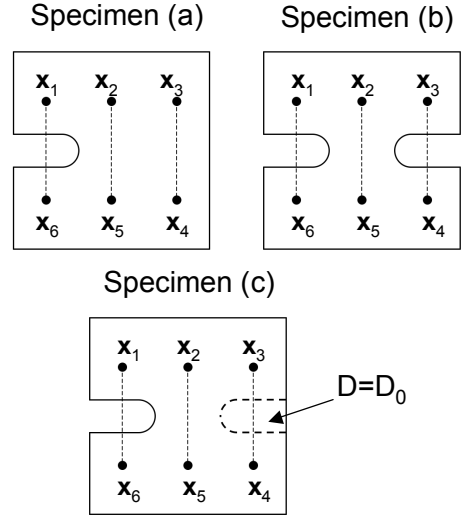 Specimen (a)
x₁ x₂ x₃
x₆ x₅ x₄
Specimen (b)
x₁ x₂ x₃
x₆ x₅ x₄
Specimen (c)
x₁ x₂ x₃
D=D₀
x₆ x₅ x₄